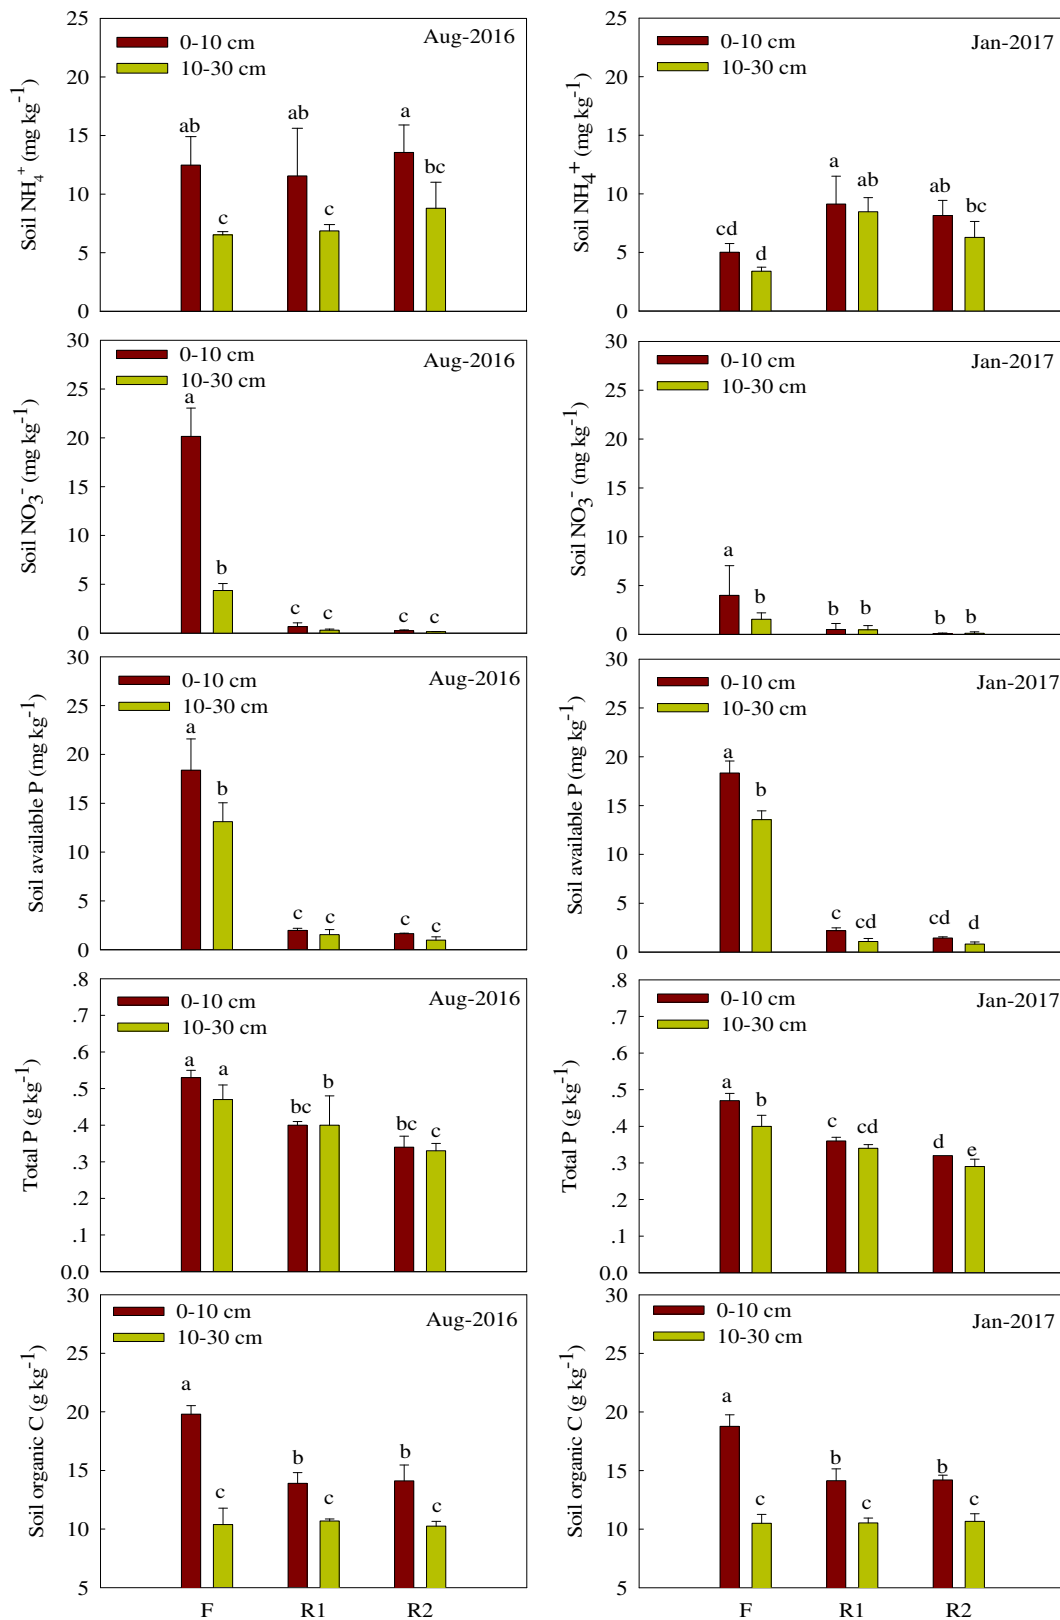 Soil NH4+ (mg kg-1)
25
20
15
10
5
0
0-10 cm
10-30 cm
Aug-2016
ab
c
ab
c
a
bc
Soil NH4+ (mg kg-1)
25
20
15
10
5
0
0-10 cm
10-30 cm
Jan-2017
cd
d
a
ab
ab
bc
Soil NO3- (mg kg-1)
30
25
20
15
10
5
0
0-10 cm
10-30 cm
Aug-2016
a
b
c
c
c
c
Soil NO3- (mg kg-1)
30
25
20
15
10
5
0
0-10 cm
10-30 cm
Jan-2017
a
b
b
b
b
b
Soil available P (mg kg-1)
30
25
20
15
10
5
0
0-10 cm
10-30 cm
Aug-2016
a
b
c
c
c
c
Soil available P (mg kg-1)
30
25
20
15
10
5
0
0-10 cm
10-30 cm
Jan-2017
a
b
c
cd
cd
d
Total P (g kg-1)
.8
.7
.6
.5
.4
.3
.2
.1
0.0
0-10 cm
10-30 cm
Aug-2016
a
a
bc
b
bc
c
Total P (g kg-1)
.8
.7
.6
.5
.4
.3
.2
.1
0.0
0-10 cm
10-30 cm
Jan-2017
a
b
c
cd
d
e
Soil organic C (g kg-1)
30
25
20
15
10
5
0-10 cm
10-30 cm
Aug-2016
a
c
b
c
b
c
F R1 R2
Soil organic C (g kg-1)
30
25
20
15
10
5
0-10 cm
10-30 cm
Jan-2017
a
c
b
c
b
c
F R1 R2